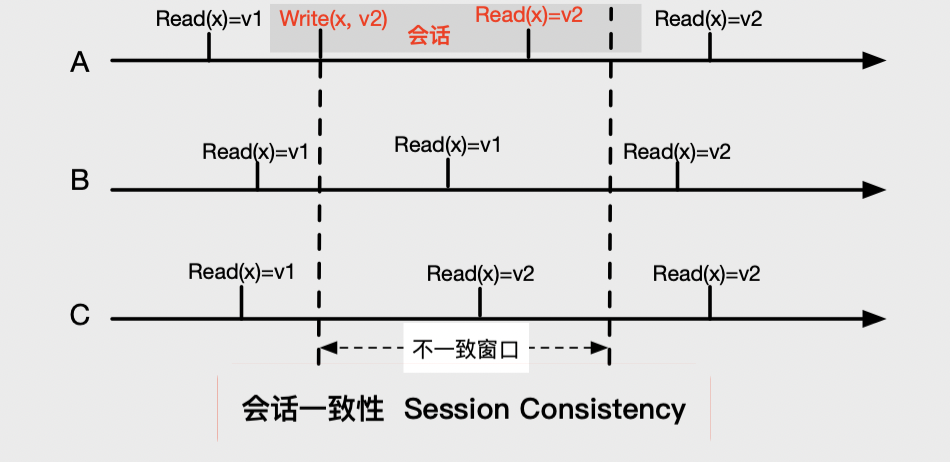 Read(x)=v1 Write(x, v2) Read(x)=v2 Read(x)=v2
会话
A
Read(x)=v1 Read(x)=v1 Read(x)=v2
B
Read(x)=v1 Read(x)=v2 Read(x)=v2
C
不一致窗口
会话一致性 Session Consistency